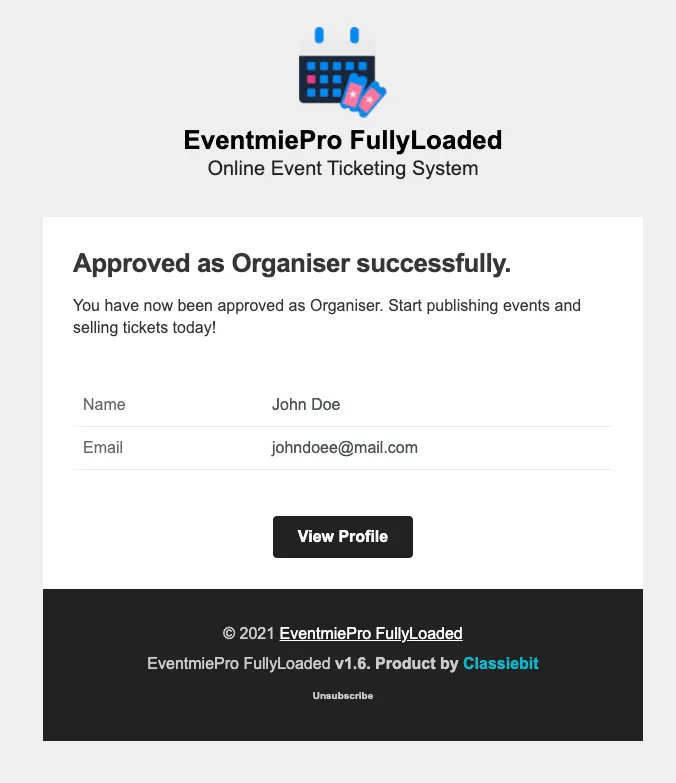 EventmiePro FullyLoaded
Online Event Ticketing System
Approved as Organiser successfully.
You have now been approved as Organiser. Start publishing events and
selling tickets today!
Name John Doe
Email johndoee@mail.com
View Profile
© 2021 EventmiePro FullyLoaded
EventmiePro FullyLoaded v1.6. Product by Classiebit
Unsubscribe